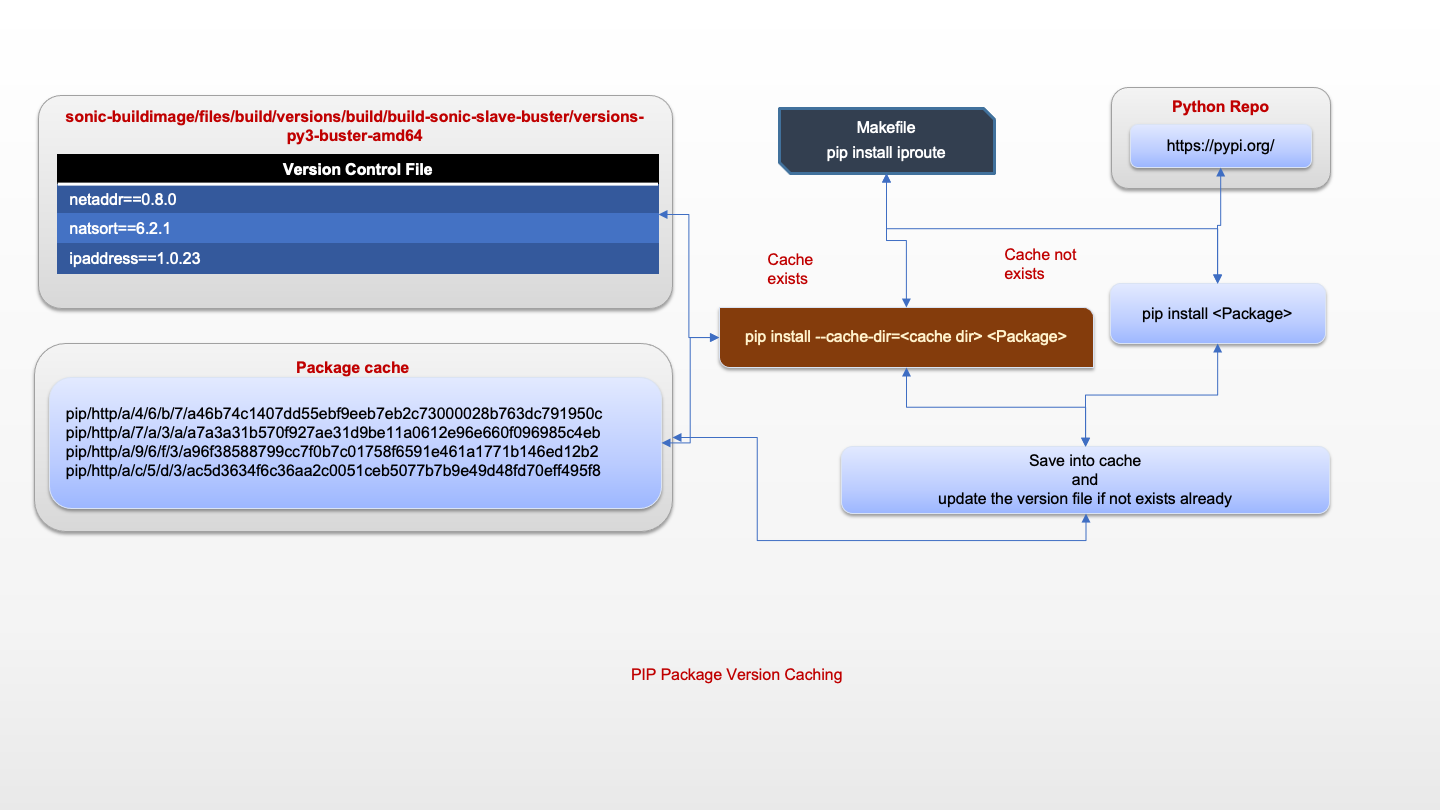 sonic-buildimage/files/build/versions/build/build-sonic-slave-buster/versions-
py3-buster-amd64
Version Control File
netaddr==0.8.0
natsort==6.2.1
ipaddress==1.0.23
Package cache
pip/http/a/4/6/b/7/a46b74c1407dd55ebf9eeb7eb2c73000028b763dc791950c
pip/http/a/7/a/3/a/a7a3a31b570f927ae31d9be11a0612e96e660f096985c4eb
pip/http/a/9/6/f/3/a96f38588799cc7f0b7c01758f6591e461a1771b146ed12b2
pip/http/a/c/5/d/3/ac5d3634f6c36aa2c0051ceb5077b7b9e49d48fd70eff495f8
Makefile
pip install iproute
Python Repo
https://pypi.org/
Cache
exists
Cache not
exists
pip install --cache-dir=<cache dir> <Package>
pip install <Package>
Save into cache
and
update the version file if not exists already
PIP Package Version Caching